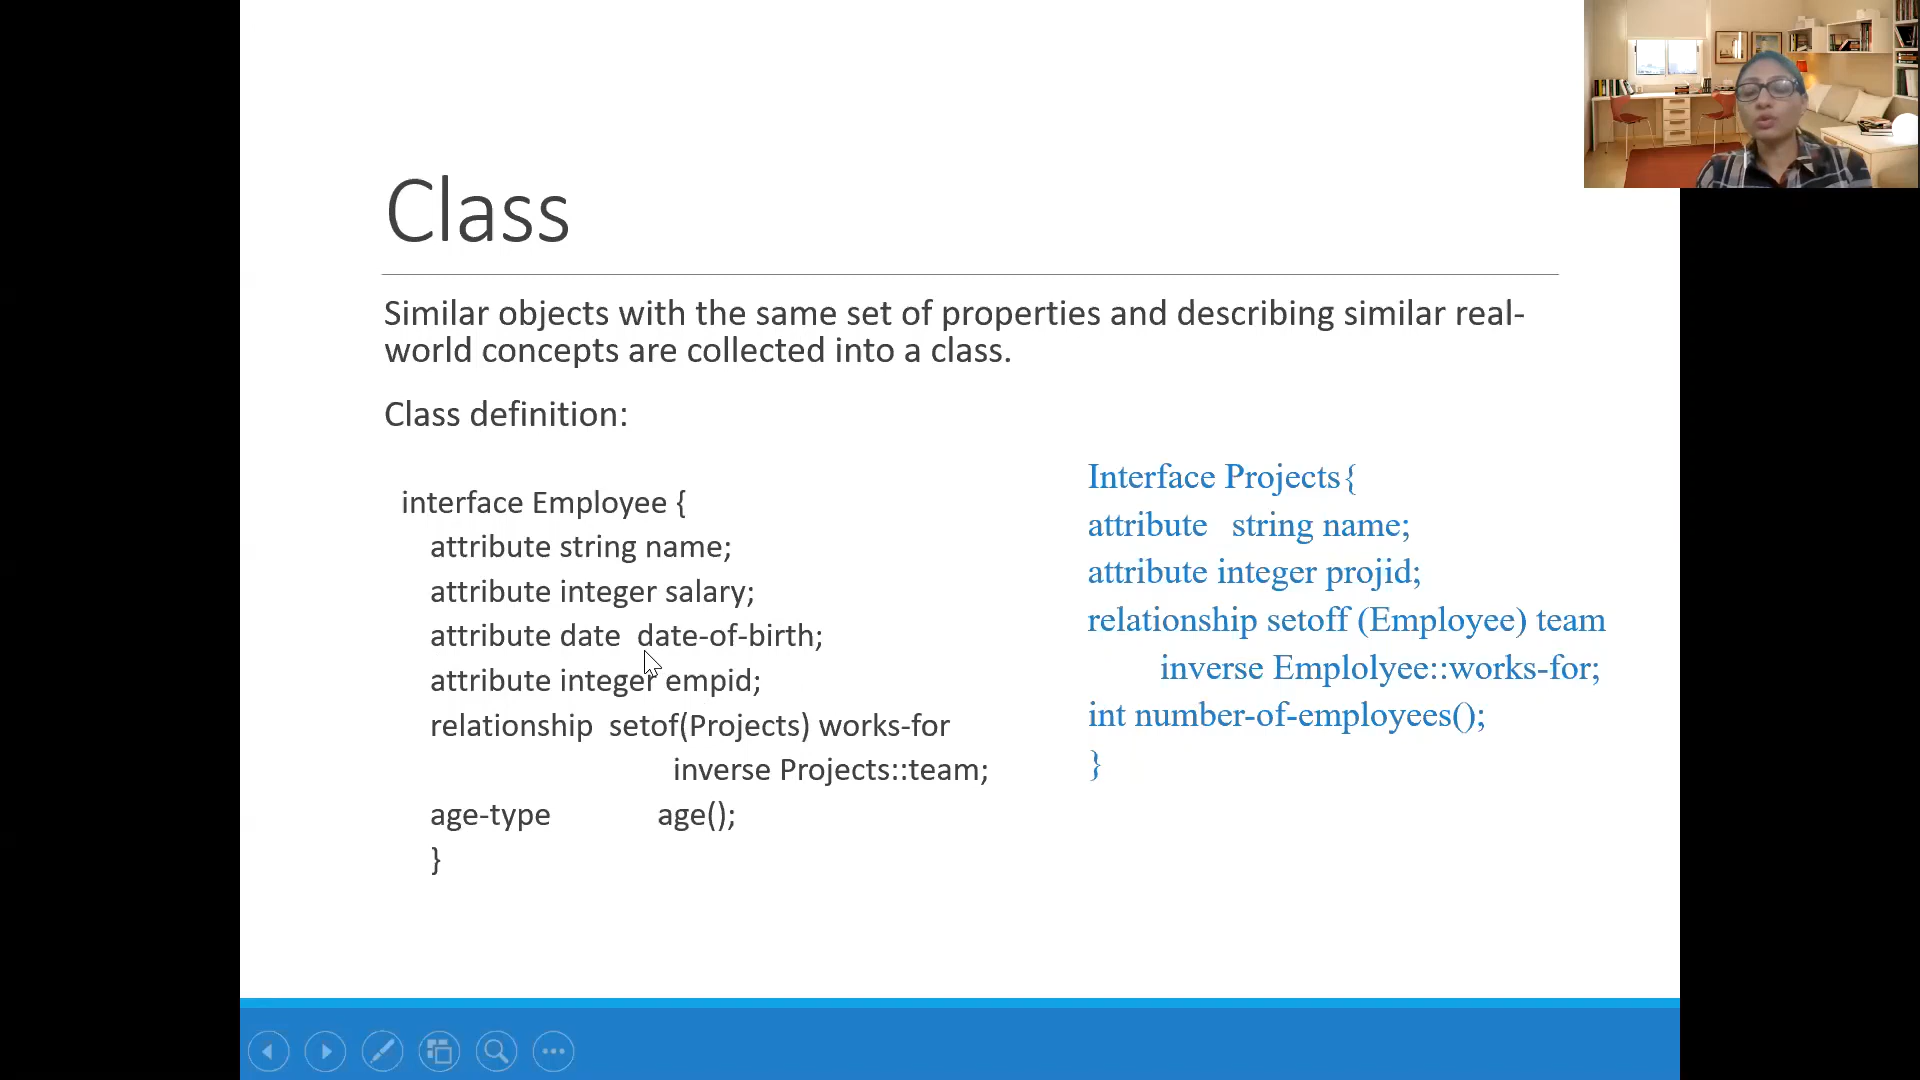 Class
Similar objects with the same set of properties and describing similar real-
world concepts are collected into a class.
Class definition:
interface Employee {
attribute string name;
attribute integer salary;
attribute date date-of-birth;
attribute integer empid;
relationship setof(Projects) works-for
inverse Projects::team;
age-type age();
}
Interface Projects{
attribute string name;
attribute integer projid;
relationship setoff (Employee) team
inverse Emplolyee::works-for;
int number-of-employees();
}